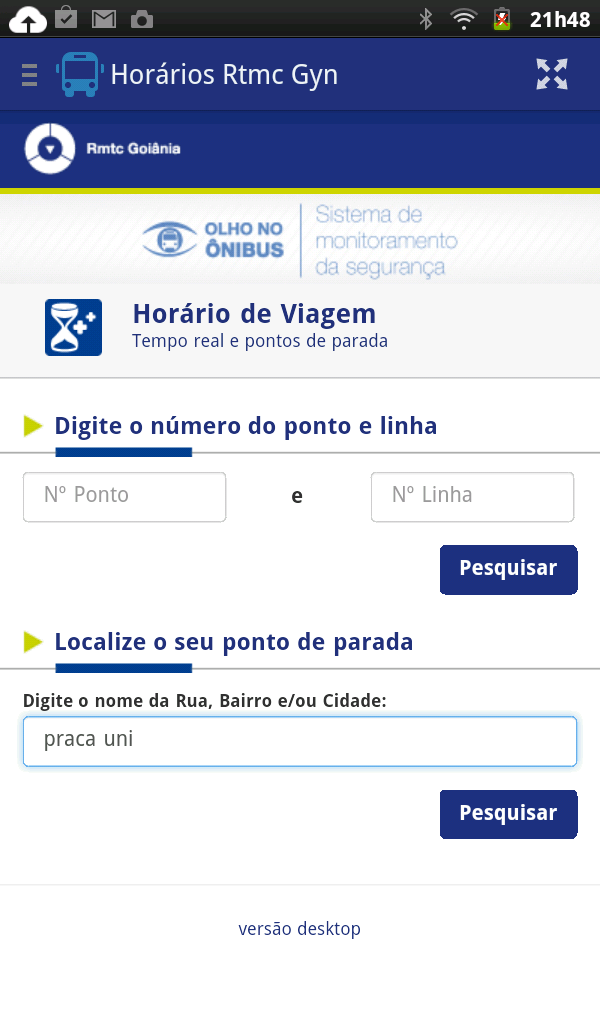 21h48
Horários Rtmc Gyn
Rmtc Goiânia
OLHO NO
ÔNIBUS
Sistema de
monitoramento
da segurança
Horário de Viagem
Tempo real e pontos de parada
Digite o número do ponto e linha
Nº Ponto e Nº Linha
Pesquisar
Localize o seu ponto de parada
Digite o nome da Rua, Bairro e/ou Cidade:
praca uni
Pesquisar
versão desktop